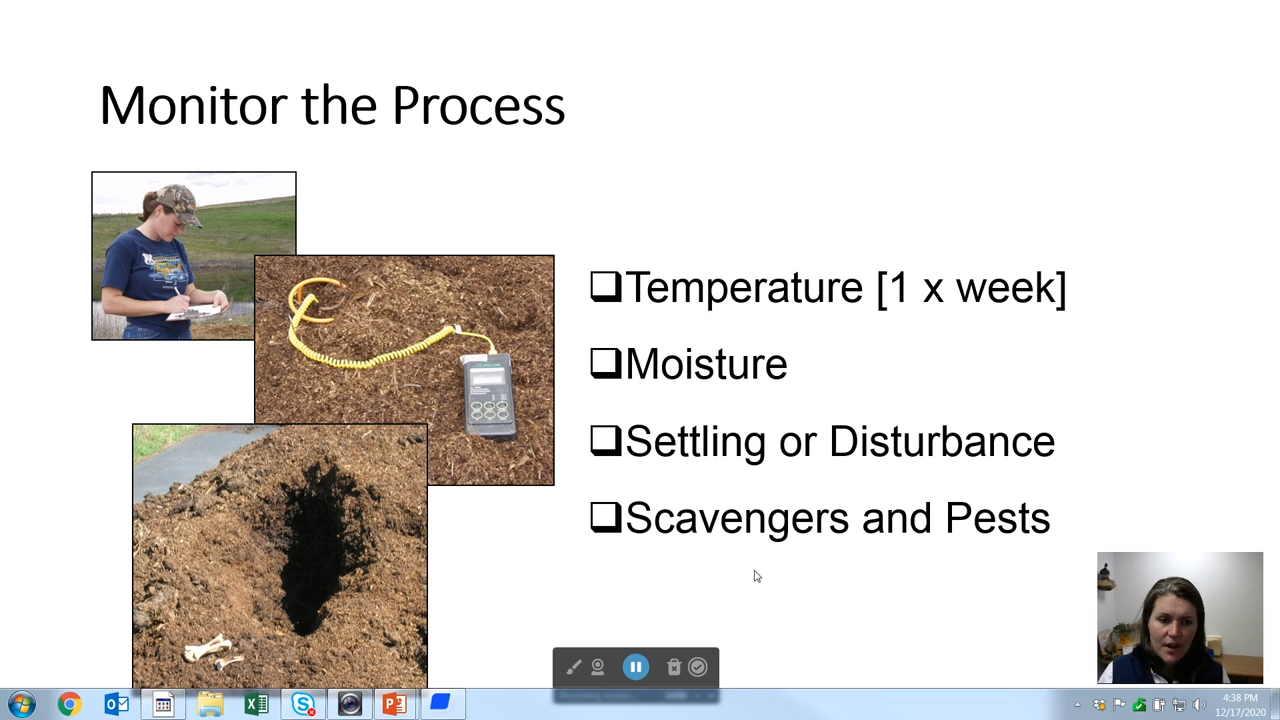 Monitor the Process
❑Temperature [1 x week]
❑Moisture
❑Settling or Disturbance
❑Scavengers and Pests
4:38 PM
12/17/2020